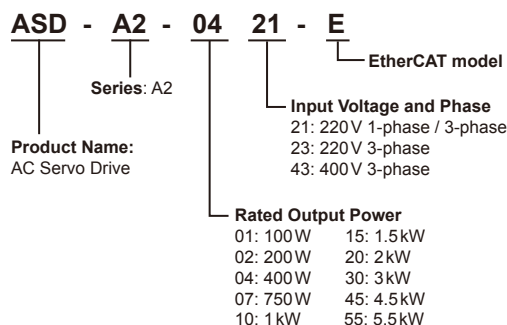 ASD - A2 - 04 21 - E
EtherCAT model
Series: A2
Input Voltage and Phase
21: 220V 1-phase / 3-phase
Product Name:
23: 220V 3-phase
AC Servo Drive
43: 400V 3-phase
Rated Output Power
01: 100W 15: 1.5kW
02: 200W 20: 2kW
04: 400W 30: 3kW
07: 750W 45: 4.5kW
10: 1kW 55: 5.5kW